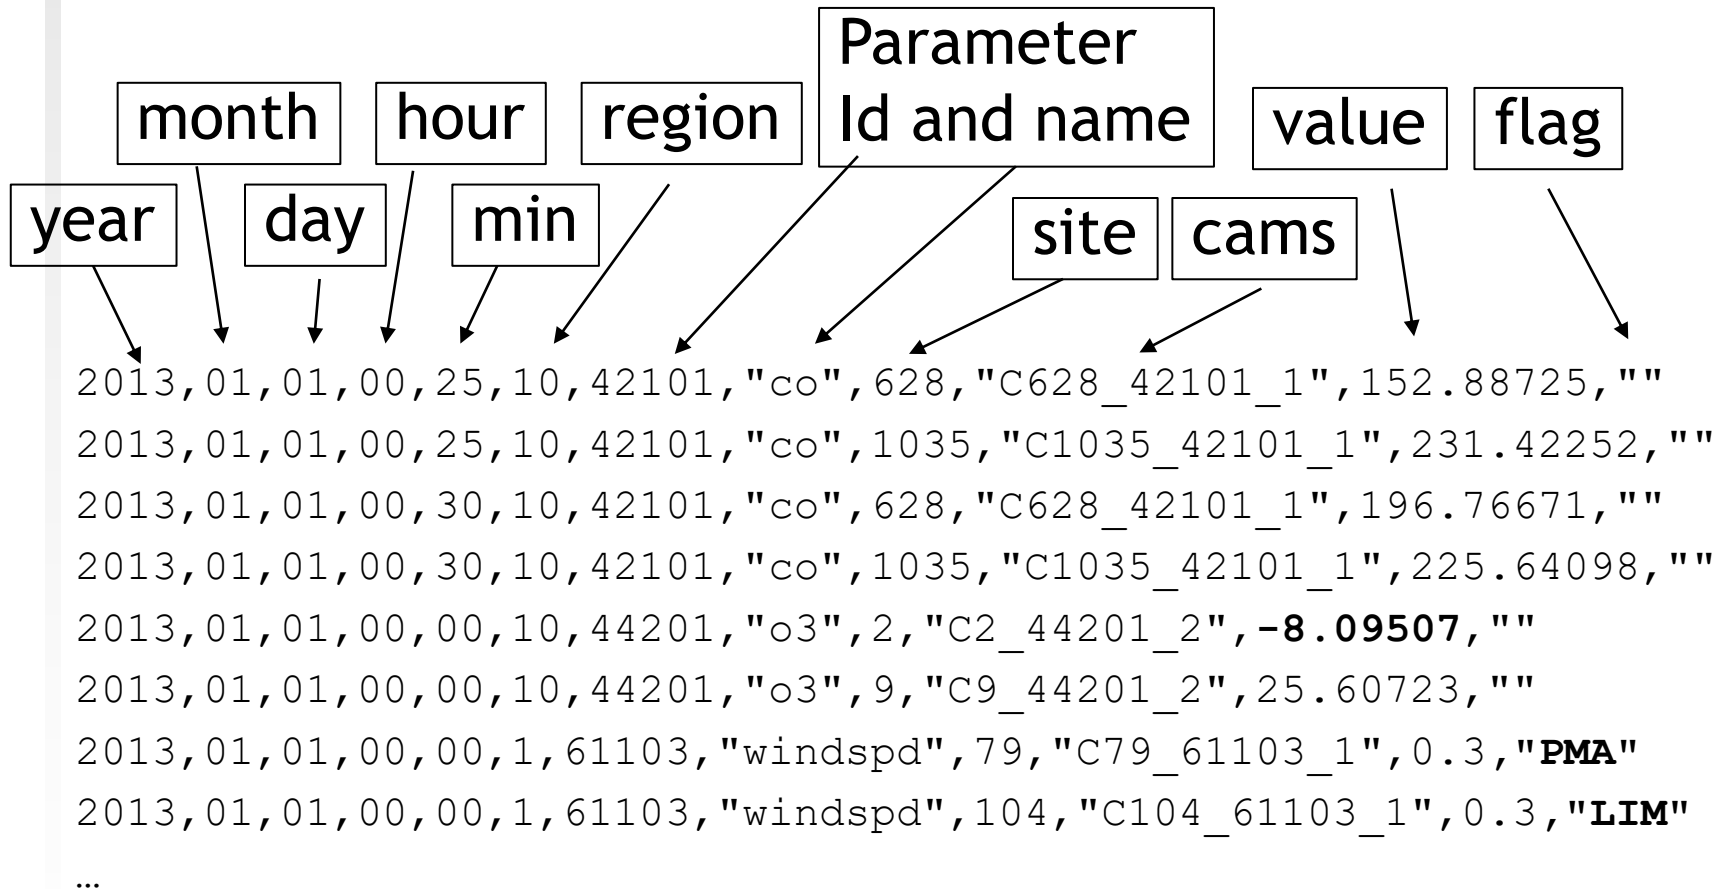 Parameter
Id and name
month hour region value flag
year day min site cams
2013,01,01,00,25,10,42101,"co",628,"C628_42101_1",152.88725,""
2013,01,01,00,25,10,42101,"co",1035,"C1035_42101_1",231.42252,""
2013,01,01,00,30,10,42101,"co",628,"C628_42101_1",196.76671,""
2013,01,01,00,30,10,42101,"co",1035,"C1035_42101_1",225.64098,""
2013,01,01,00,00,10,44201,"o3",2,"C2_44201_2",-8.09507,""
2013,01,01,00,00,10,44201,"o3",9,"C9_44201_2",25.60723,""
2013,01,01,00,00,1,61103,"windspd",79,"C79_61103_1",0.3,"PMA"
2013,01,01,00,00,1,61103,"windspd",104,"C104_61103_1",0.3,"LIM"
…